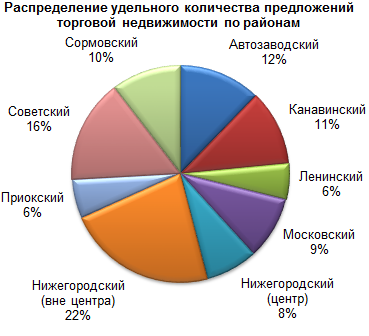 Распределение удельного количества предложений
торговой недвижимости по районам
Сормовский
10%
Автозаводский
12%
Советский
16%
Канавинский
11%
Приокский
6%
Ленинский
6%
Московский
9%
Нижегородский
(вне центра)
22%
Нижегородский
(центр)
8%